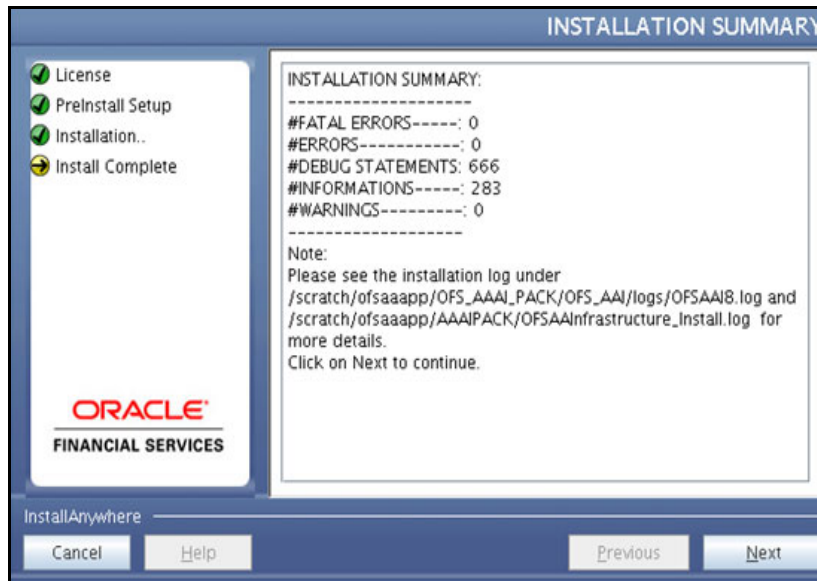 INSTALLATION SUMMARY
License
PreInstall Setup
Installation..
Install Complete
INSTALLATION SUMMARY:
--------------------
#FATAL ERRORS-----: 0
#ERRORS-----------: 0
#DEBUG STATEMENTS: 666
#INFORMATIONS-----: 283
#WARNINGS---------: 0
-------------------
Note:
Please see the installation log under
/scratch/ofsaaapp/OFS_AAAI_PACK/OFS_AAI/logs/OFSAAI8.log and
/scratch/ofsaaapp/AAAIPACK/OFSAAInfrastructure_Install.log for
more details.
Click on Next to continue.
ORACLE
FINANCIAL SERVICES
InstallAnywhere
Cancel
Help
Previous
Next